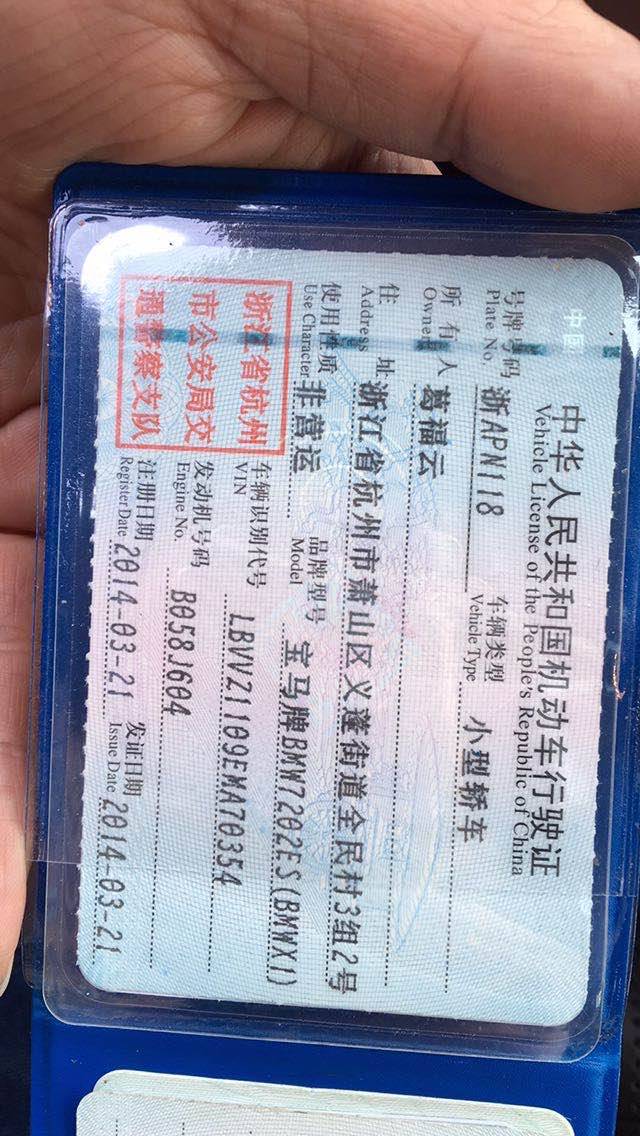 中华人民共和国机动车行驶证
Vehicle License of the People's Republic of China
号牌号码 浙APN118 车辆类型 小型轿车
Plate No. Vehicle Type
所有人 葛福云
Owner
住址 浙江省杭州市萧山区义蓬街道全民村3组2号
Address
使用性质 非营运 品牌型号 宝马牌BMW7202ES(BMWX1)
Use Character Model
浙江省杭州
市公安局交
通警察支队
车辆识别代号 LBVVZ1109EMA70354
VIN
发动机号码 B058J604
Engine No.
注册日期 2014-03-21 发证日期 2014-03-21
Register Date Issue Date
中国